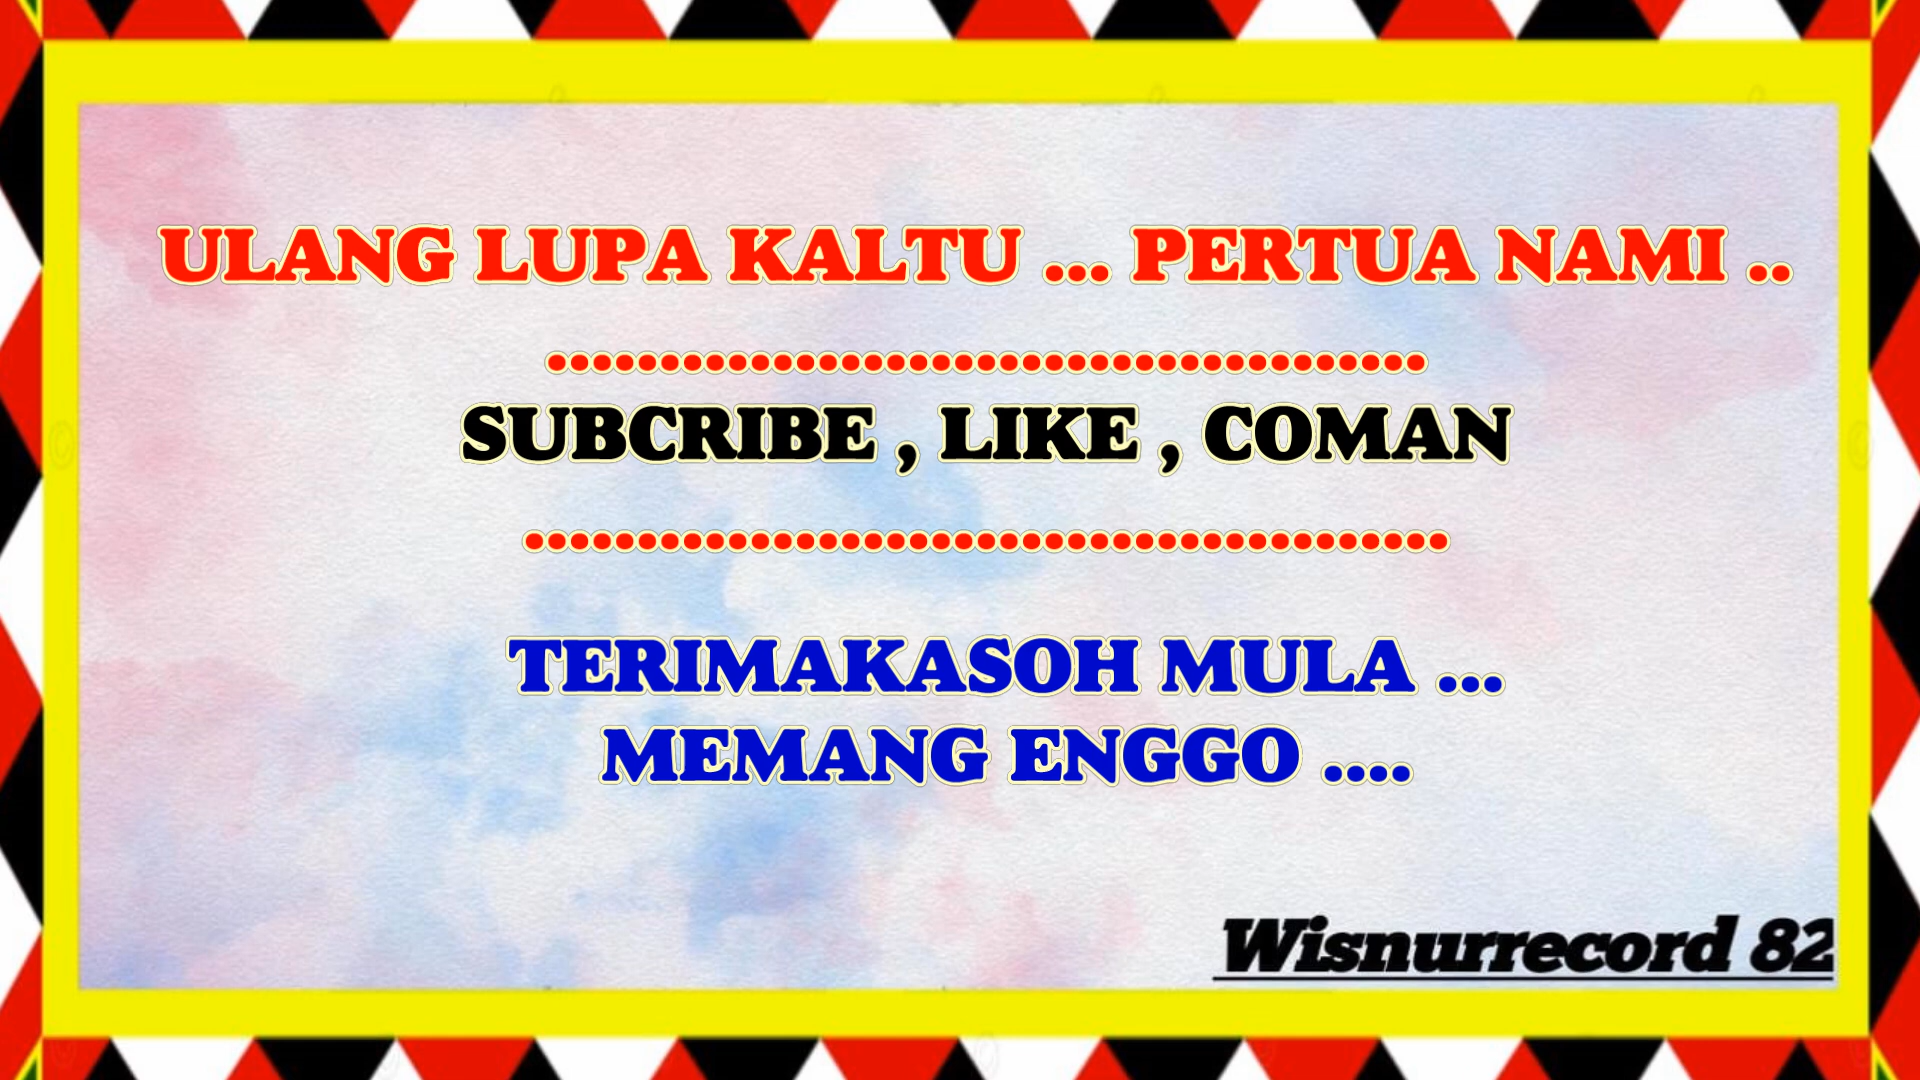 ULANG LUPA KALTU ... PERTUA NAMI ..
.......................................
SUBCRIBE , LIKE , COMAN
.........................................
TERIMAKASOH MULA ...
MEMANG ENGGO ....
Wisnurrecord 82